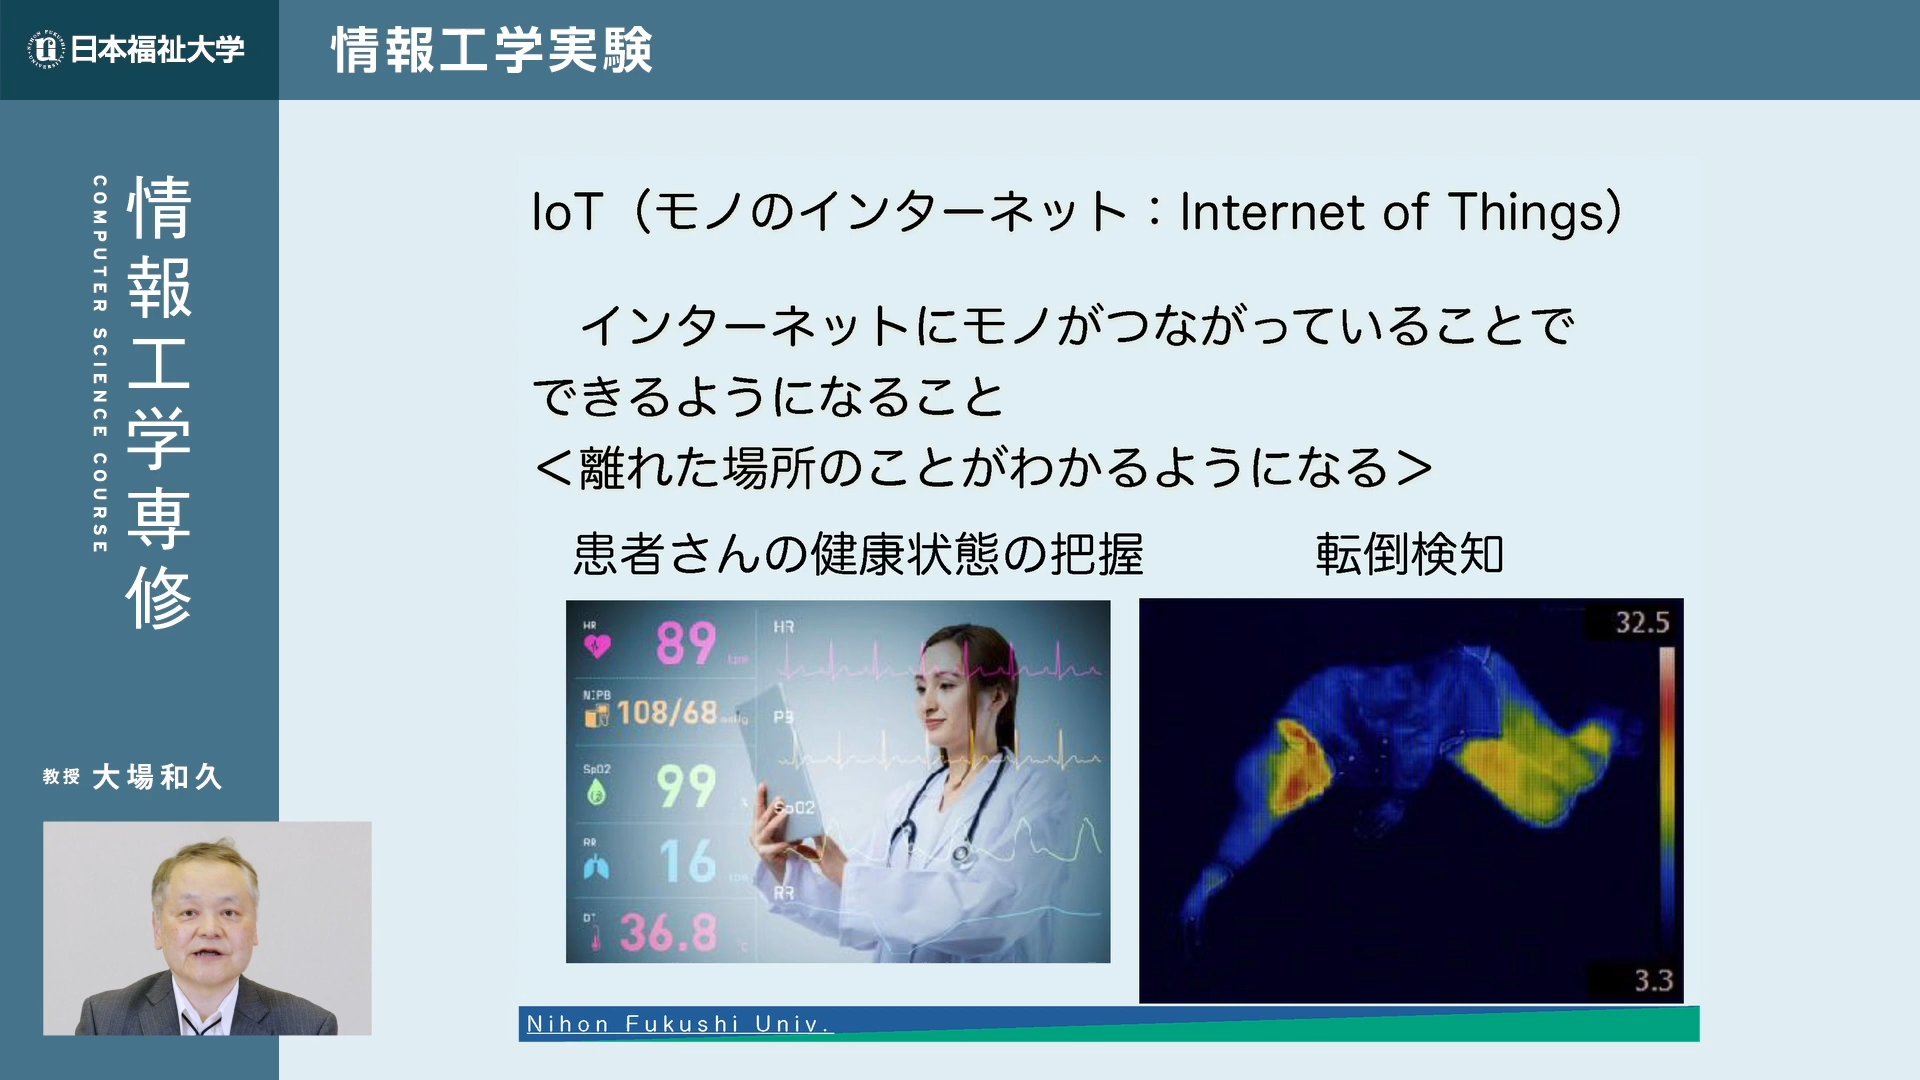 日本福祉大学
情報工学実験
情報工学専修
COMPUTER SCIENCE COURSE
教授 大場和久
IoT（モノのインターネット：Internet of Things）
インターネットにモノがつながっていることで
できるようになること
＜離れた場所のことがわかるようになる＞
患者さんの健康状態の把握
転倒検知
HR
89
NIPB
108/68
SpO2
99
RR
16
36.8
HR
SpO2
RR
32.5
3.3
Nihon Fukushi Univ.